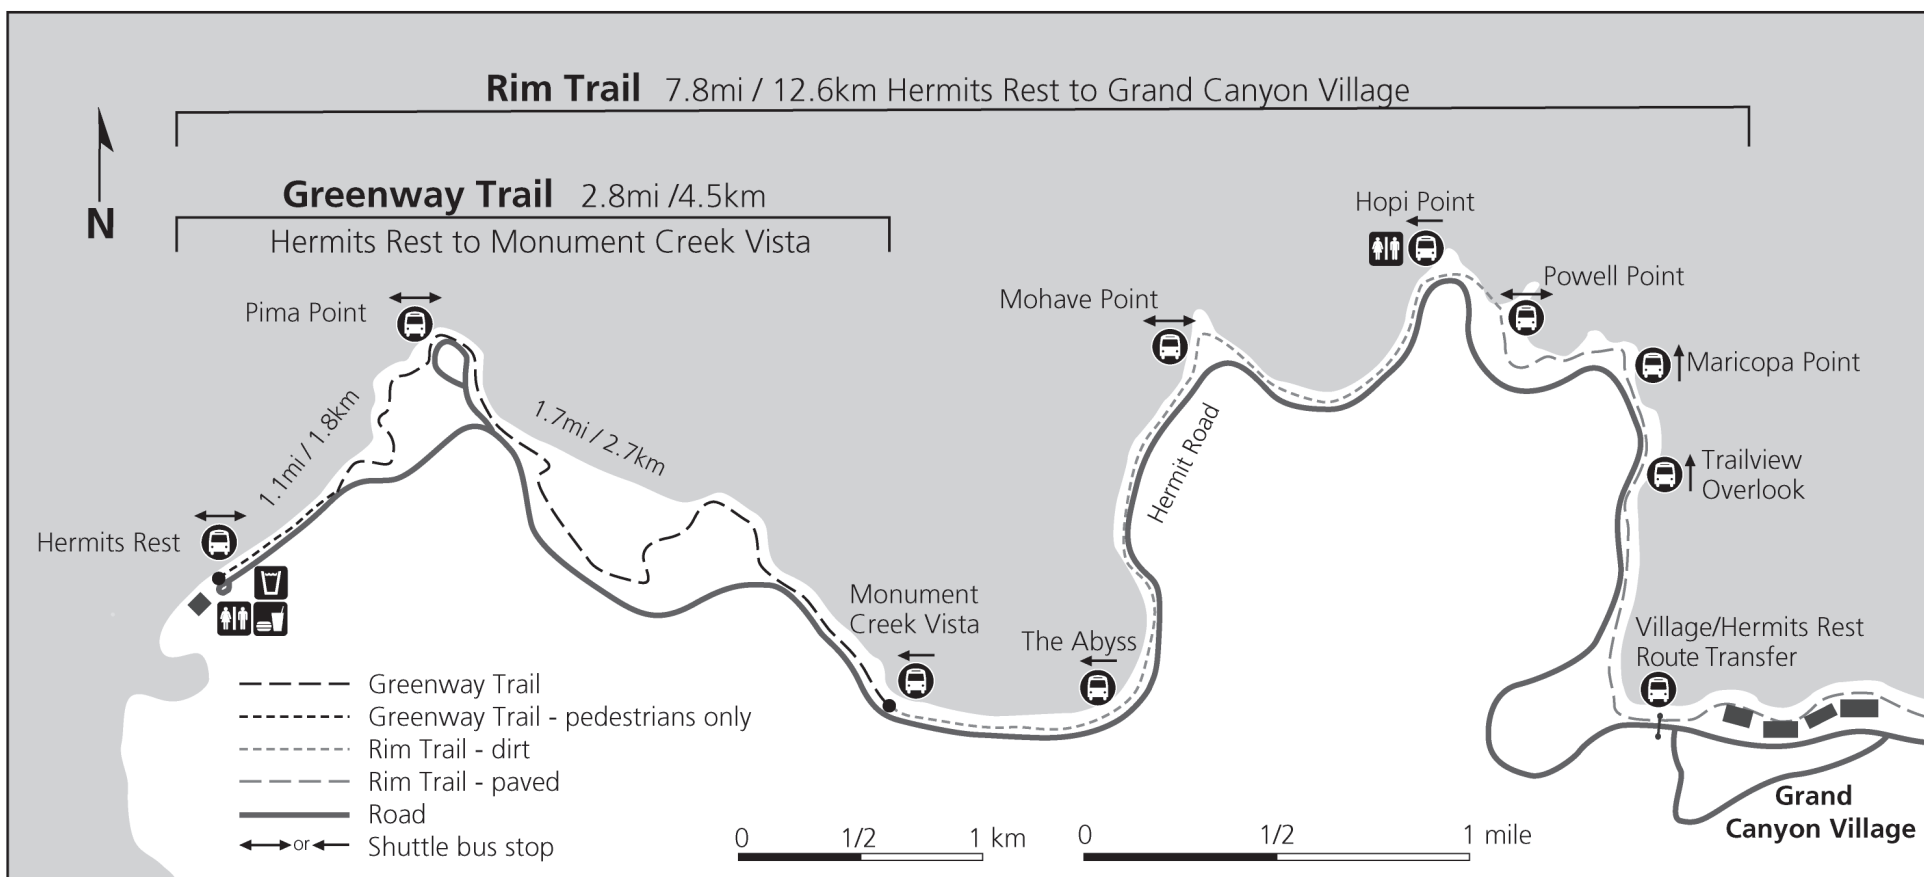 Rim Trail 7.8mi / 12.6km Hermits Rest to Grand Canyon Village
Greenway Trail 2.8mi /4.5km
Hermits Rest to Monument Creek Vista
N
Hopi Point
Powell Point
Mohave Point
Pima Point
Maricopa Point
1.1mi / 1.8km
1.7mi / 2.7km
Hermit Road
Trailview
Overlook
Hermits Rest
Monument
Creek Vista
The Abyss
Village/Hermits Rest
Route Transfer
Greenway Trail
Greenway Trail - pedestrians only
Rim Trail - dirt
Rim Trail - paved
Road
or
Shuttle bus stop
0 1/2 1 km
0 1/2 1 mile
Grand
Canyon Village